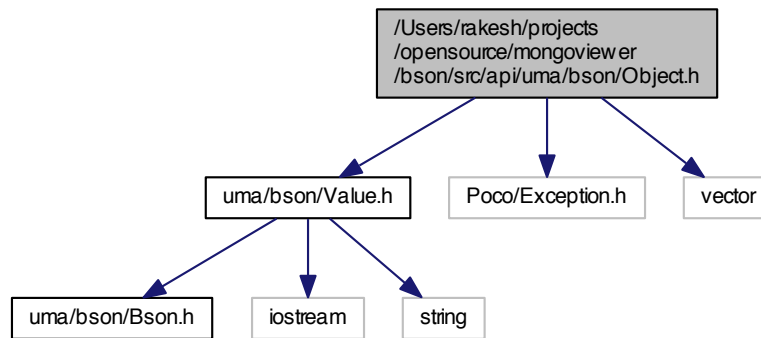 /Users/rakesh/projects
/opensource/mongoviewer
/bson/src/api/uma/bson/Object.h
uma/bson/Value.h
Poco/Exception.h
vector
uma/bson/Bson.h
iostream
string